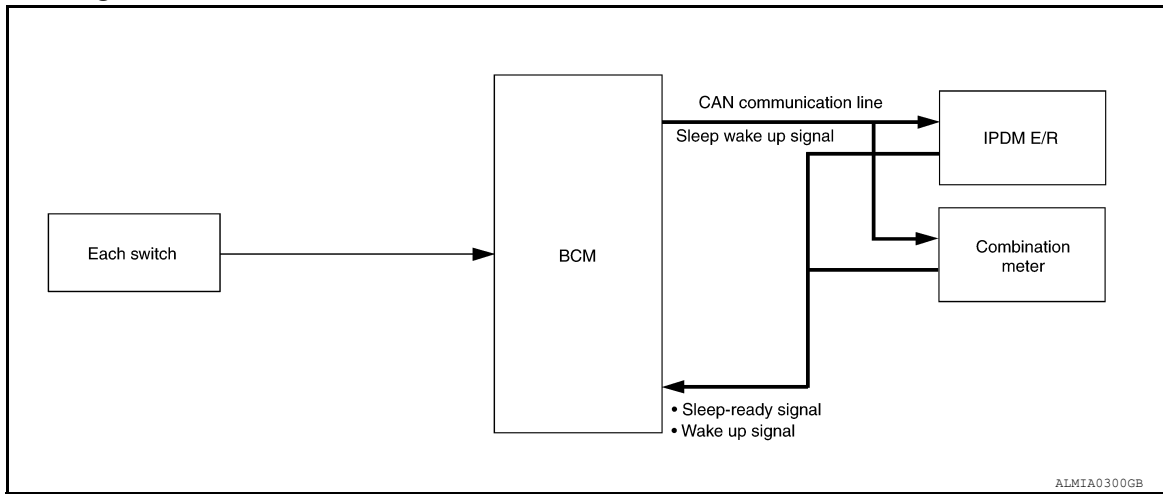 CAN communication line
Sleep wake up signal
IPDM E/R
Each switch
BCM
Combination
meter
• Sleep-ready signal
• Wake up signal
ALMIA0300GB